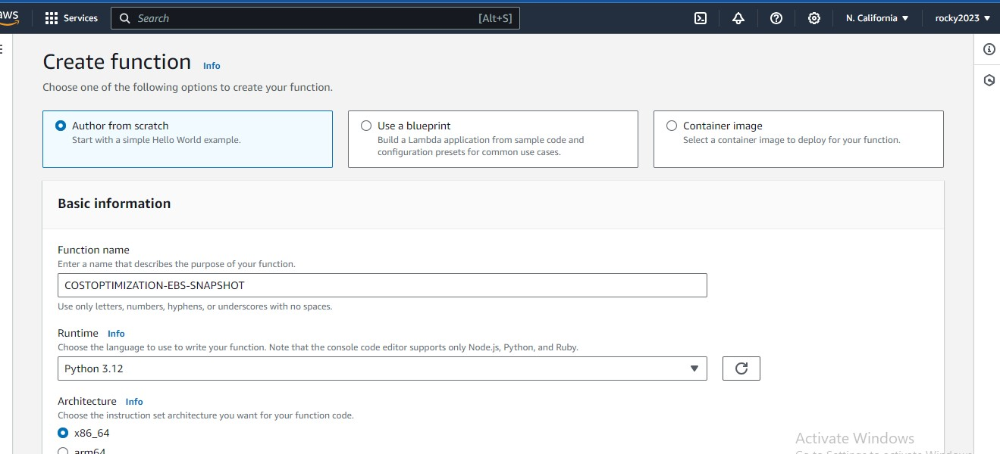 aws
Services
Search
[Alt+S]
N. California
rocky2023
Create function Info
Choose one of the following options to create your function.
Author from scratch
Start with a simple Hello World example.
Use a blueprint
Build a Lambda application from sample code and
configuration presets for common use cases.
Container image
Select a container image to deploy for your function.
Basic information
Function name
Enter a name that describes the purpose of your function.
COSTOPTIMIZATION-EBS-SNAPSHOT
Use only letters, numbers, hyphens, or underscores with no spaces.
Runtime Info
Choose the language to use to write your function. Note that the console code editor supports only Node.js, Python, and Ruby.
Python 3.12
Architecture Info
Choose the instruction set architecture you want for your function code.
x86_64
arm64
Activate Windows
Go to Settings to activate Windows